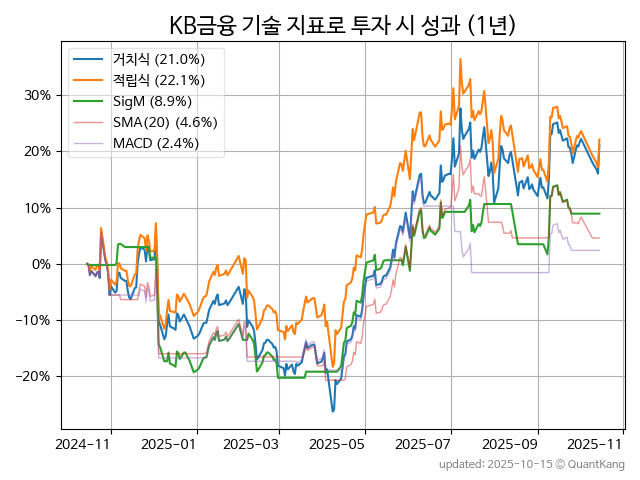 KB금융 기술 지표로 투자 시 성과 (1년)
거치식 (21.0%)
적립식 (22.1%)
SigM (8.9%)
SMA(20) (4.6%)
MACD (2.4%)
30%
20%
10%
0%
−10%
−20%
2024-11 2025-01 2025-03 2025-05 2025-07 2025-09 2025-11
updated: 2025-10-15 © QuantKang